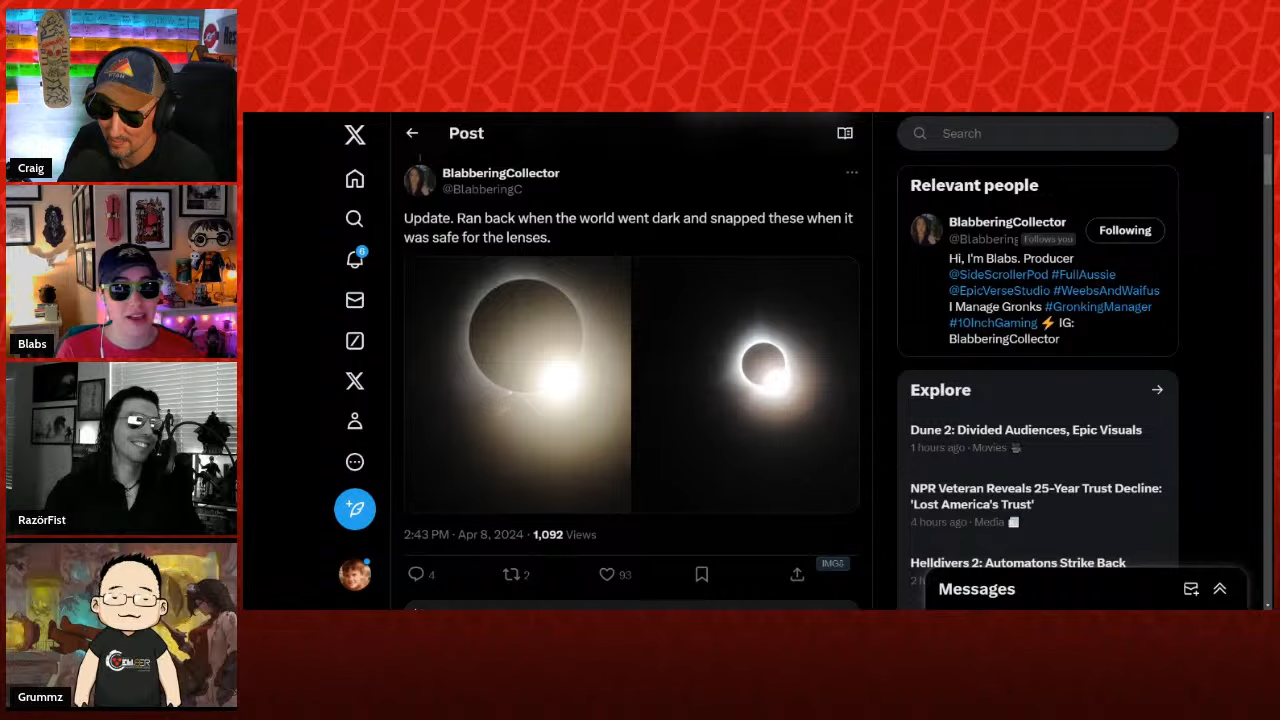 Craig
Blabs
RazörFist
Grummz
UTAH
Post
BlabberingCollector
@BlabberingC
Update. Ran back when the world went dark and snapped these when it
was safe for the lenses.
2:43 PM · Apr 8, 2024 · 1,092 Views
4
2
93
6
Search
Relevant people
BlabberingCollector
@Blabbering Follows you
Following
Hi, I'm Blabs. Producer
@SideScrollerPod #FullAussie
@EpicVerseStudio #WeebsAndWaifus
I Manage Gronks #GronkingManager
#10InchGaming ⚡ IG:
BlabberingCollector
Explore
Dune 2: Divided Audiences, Epic Visuals
1 hours ago · Movies
NPR Veteran Reveals 25-Year Trust Decline:
'Lost America's Trust'
4 hours ago · Media
Helldivers 2: Automatons Strike Back
Messages